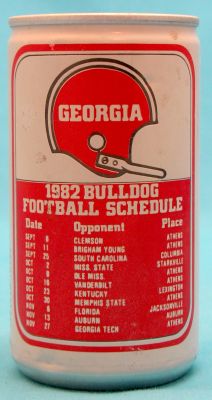 GEORGIA
1982 BULLDOG
FOOTBALL SCHEDULE
Date Opponent Place
SEPT 6 CLEMSON ATHENS
SEPT 11 BRIGHAM YOUNG ATHENS
SEPT 25 SOUTH CAROLINA COLUMBIA
OCT 2 MISS. STATE STARKVILLE
OCT 9 OLE MISS. ATHENS
OCT 16 VANDERBILT ATHENS
OCT 23 KENTUCKY LEXINGTON
OCT 30 MEMPHIS STATE ATHENS
NOV 6 FLORIDA JACKSONVILLE
NOV 13 AUBURN AUBURN
NOV 27 GEORGIA TECH ATHENS